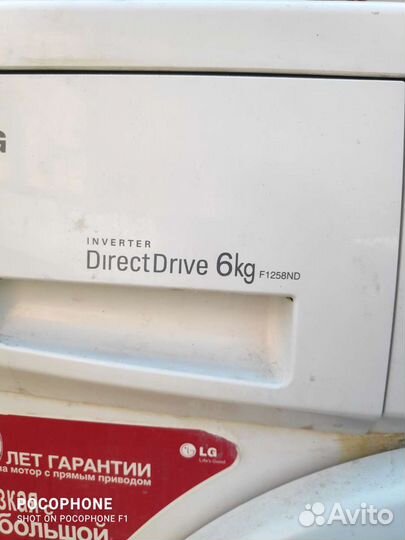 G
INVERTER
DirectDrive 6kg F1258ND
ЛЕТ ГАРАНТИИ
на мотор с прямым приводом
LG
Life's Good
POCOPHONE
SHOT ON POCOPHONE F1
БОЛЬШОЙ
Avito